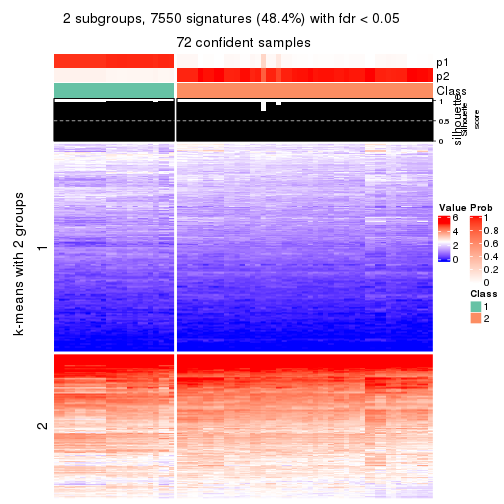 2 subgroups, 7550 signatures (48.4%) with fdr < 0.05
72 confident samples
p1
p2
Class
1
0.5
0
silhouette
Silhouette
score
k-means with 2 groups
1
2
Value
6
4
2
0
Prob
1
0.8
0.6
0.4
0.2
0
Class
1
2